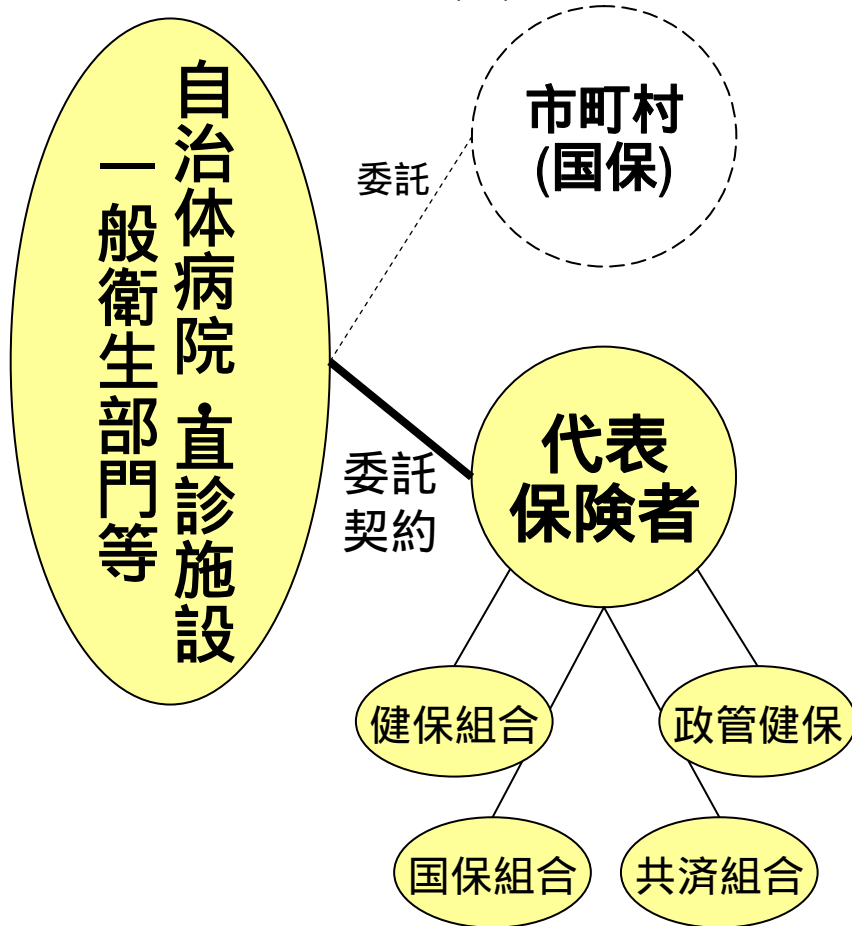 自治体病院・直診施設
一般衛生部門等
市町村
(国保)
委託
代表
保険者
委託
契約
健保組合
政管健保
国保組合
共済組合